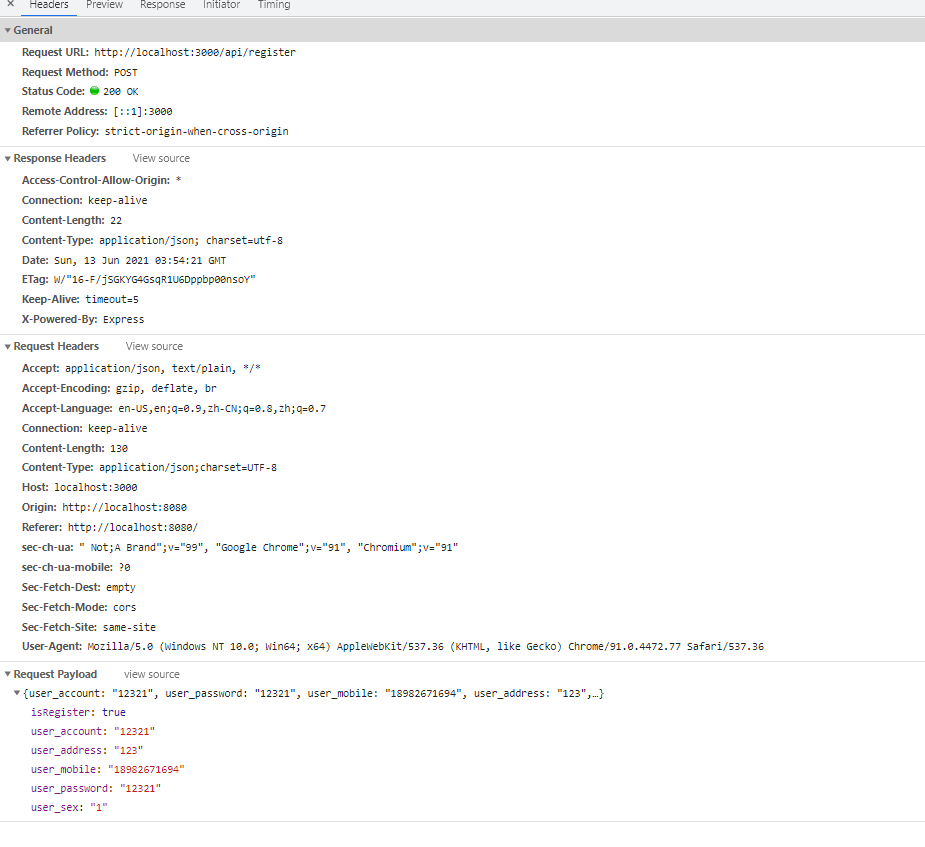 × Headers Preview Response Initiator Timing
▼ General
Request URL: http://localhost:3000/api/register
Request Method: POST
Status Code: 200 OK
Remote Address: [::1]:3000
Referrer Policy: strict-origin-when-cross-origin
▼ Response Headers View source
Access-Control-Allow-Origin: *
Connection: keep-alive
Content-Length: 22
Content-Type: application/json; charset=utf-8
Date: Sun, 13 Jun 2021 03:54:21 GMT
ETag: W/"16-F/jSGKYG4GsqR1U6Dppbp00nsoY"
Keep-Alive: timeout=5
X-Powered-By: Express
▼ Request Headers View source
Accept: application/json, text/plain, */*
Accept-Encoding: gzip, deflate, br
Accept-Language: en-US,en;q=0.9,zh-CN;q=0.8,zh;q=0.7
Connection: keep-alive
Content-Length: 130
Content-Type: application/json;charset=UTF-8
Host: localhost:3000
Origin: http://localhost:8080
Referer: http://localhost:8080/
sec-ch-ua: " Not;A Brand";v="99", "Google Chrome";v="91", "Chromium";v="91"
sec-ch-ua-mobile: ?0
Sec-Fetch-Dest: empty
Sec-Fetch-Mode: cors
Sec-Fetch-Site: same-site
User-Agent: Mozilla/5.0 (Windows NT 10.0; Win64; x64) AppleWebKit/537.36 (KHTML, like Gecko) Chrome/91.0.4472.77 Safari/537.36
▼ Request Payload view source
▼ {user_account: "12321", user_password: "12321", user_mobile: "18982671694", user_address: "123",…}
isRegister: true
user_account: "12321"
user_address: "123"
user_mobile: "18982671694"
user_password: "12321"
user_sex: "1"